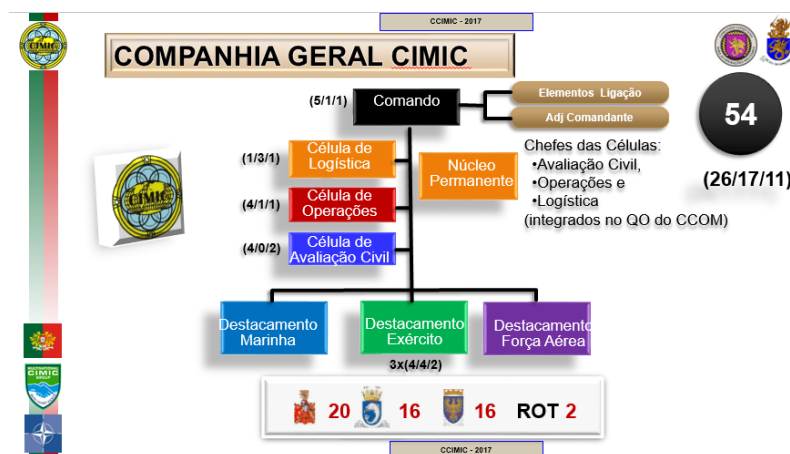 CCIMIC - 2017
COMPANHIA GERAL CIMIC
54
(26/17/11)
(5/1/1)
Comando
Elementos Ligação
Adj Comandante
(1/3/1)
Célula de
Logística
Núcleo
Permanente
Chefes das Células:
•Avaliação Civil,
•Operações e
•Logística
(integrados no QO do CCOM)
(4/1/1)
Célula de
Operações
(4/0/2)
Célula de
Avaliação Civil
CIMIC
Destacamento
Marinha
Destacamento
Exército
Destacamento
Força Aérea
3x(4/4/2)
20
16
16
ROT 2
CIMIC
CCIMIC - 2017